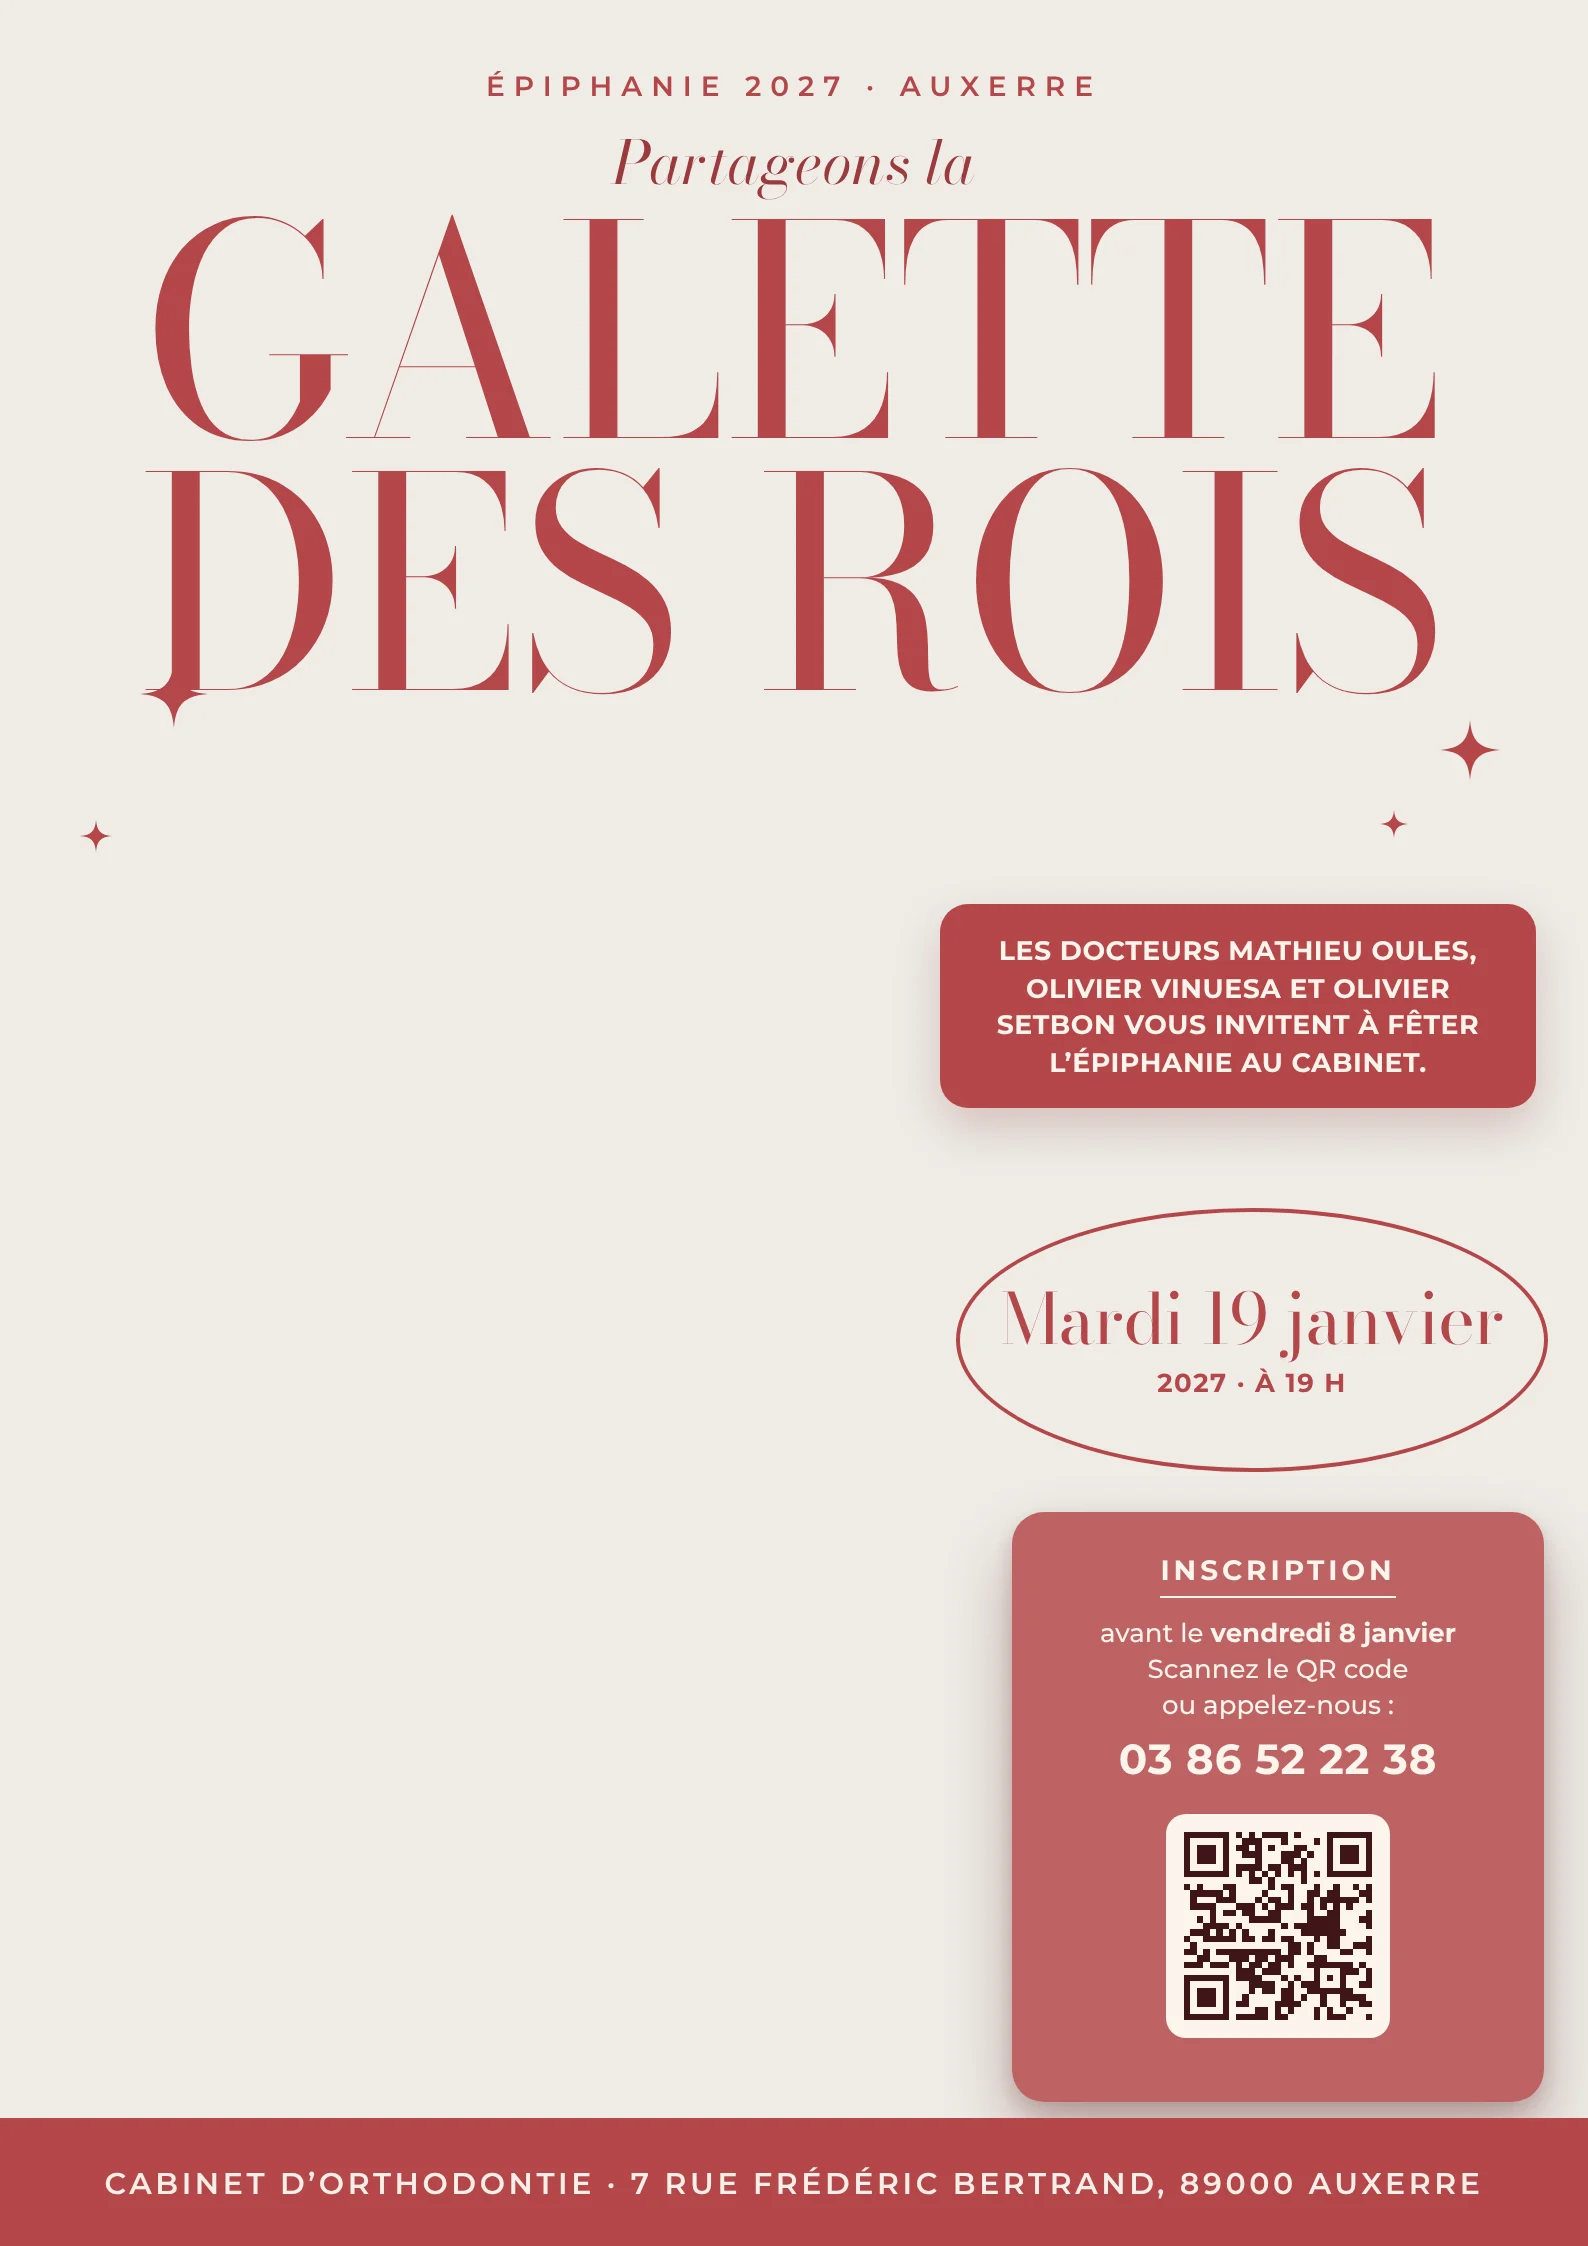 ÉPIPHANIE 2027 · AUXERRE
Partageons la
GALETTE
DES ROIS
LES DOCTEURS MATHIEU OULES,
OLIVIER VINUESA ET OLIVIER
SETBON VOUS INVITENT À FÊTER
L’ÉPIPHANIE AU CABINET.
Mardi 19 janvier
2027 · À 19 H
INSCRIPTION
avant le vendredi 8 janvier
Scannez le QR code
ou appelez-nous :
03 86 52 22 38
CABINET D’ORTHODONTIE · 7 RUE FRÉDÉRIC BERTRAND, 89000 AUXERRE